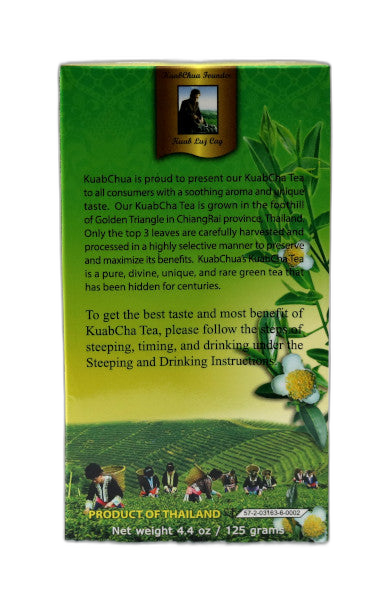 KuabChua Founder
Kuab Luz Cag
KuabChua is proud to present our KuabCha Tea
to all consumers with a soothing aroma and unique
taste. Our KuabCha Tea is grown in the foothill
of Golden Triangle in ChiangRai province, Thailand.
Only the top 3 leaves are carefully harvested and
processed in a highly selective manner to preserve
and maximize its benefits. KuabChua's KuabCha Tea
is a pure, divine, unique, and rare green tea that
has been hidden for centuries.
To get the best taste and most benefit of
KuabCha Tea, please follow the steps of
steeping, timing, and drinking under the
Steeping and Drinking Instructions.
PRODUCT OF THAILAND
57-2-03163-6-0002
Net weight 4.4 oz / 125 grams